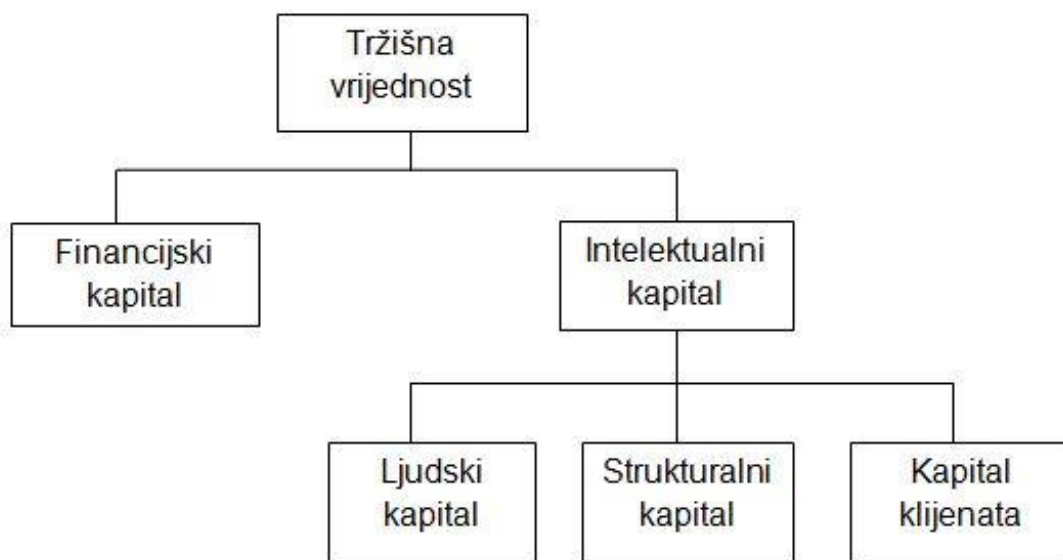 Tržišna
vrijednost
Financijski
kapital
Intelektualni
kapital
Ljudski
kapital
Strukturalni
kapital
Kapital
klijenata